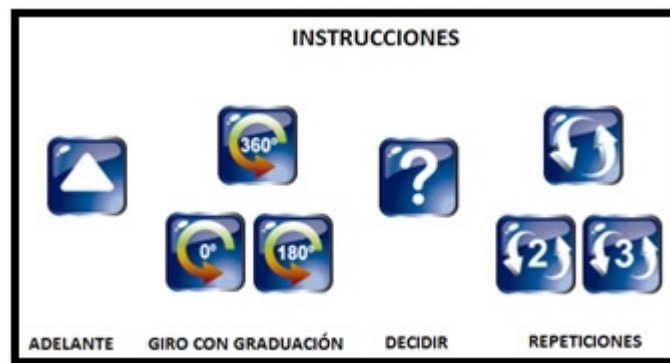 INSTRUCCIONES
360º
?
0º 180º 2 3
ADELANTE GIRO CON GRADUACIÓN DECIDIR REPETICIONES